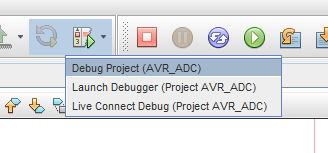 Debug Project (AVR_ADC)
Launch Debugger (Project AVR_ADC)
Live Connect Debug (Project AVR_ADC)